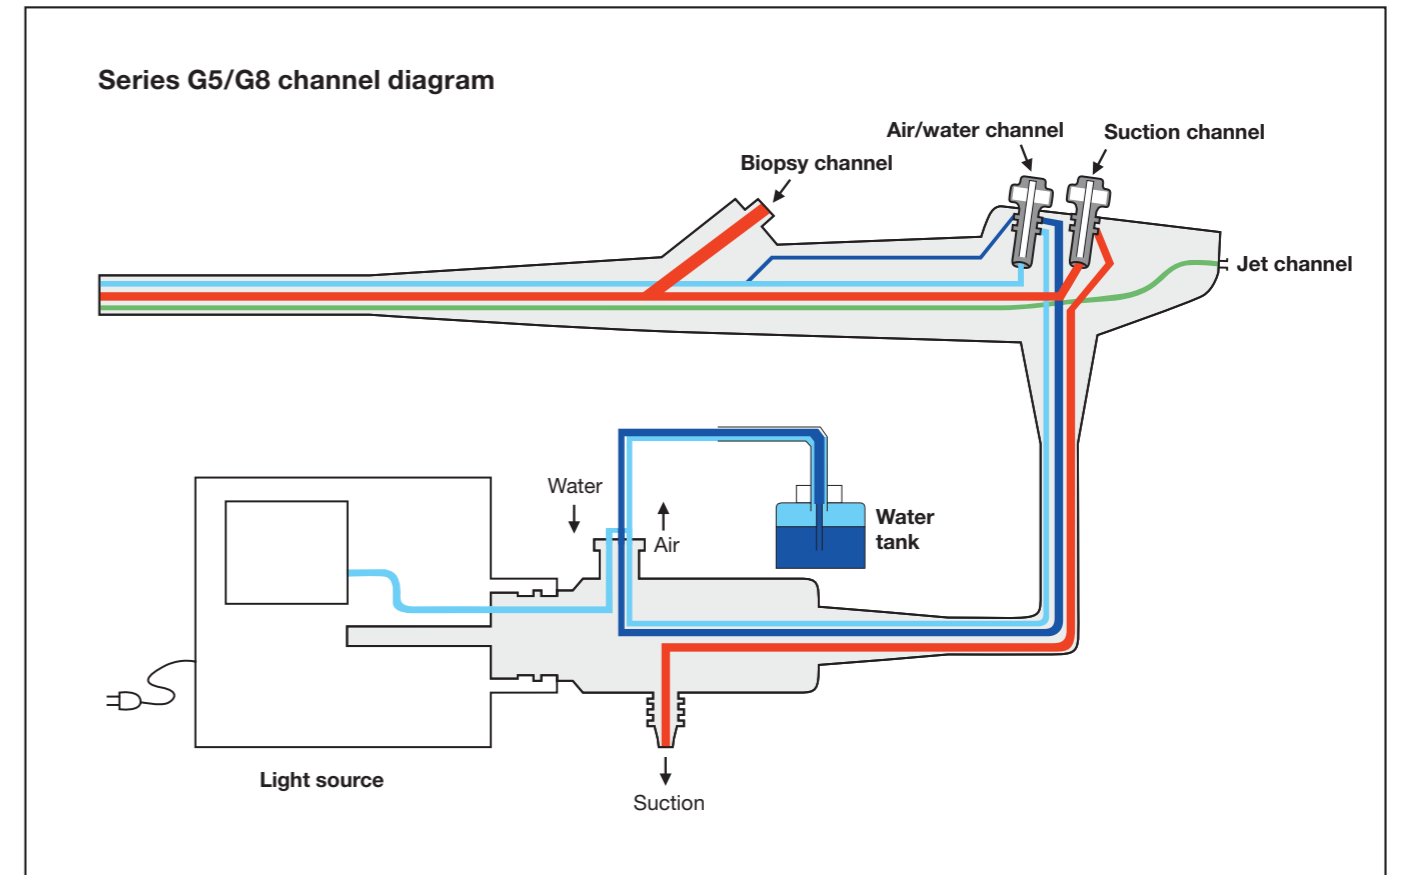 Series G5/G8 channel diagram
Air/water channel
Suction channel
Biopsy channel
Jet channel
Water
Air
Water
tank
Light source
Suction